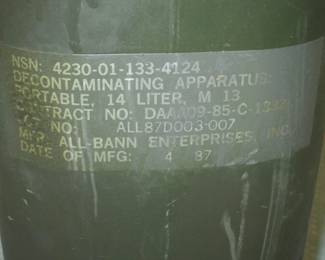 NSN: 4230-01-133-4124
DECONTAMINATING APPARATUS:
PORTABLE, 14 LITER, M 13
CONTRACT NO: DAAA09-85-C-
NO: ALL87D003-007
MFR: ALL-BANN ENTERPRISES, INC.
DATE OF MFG: 4 87